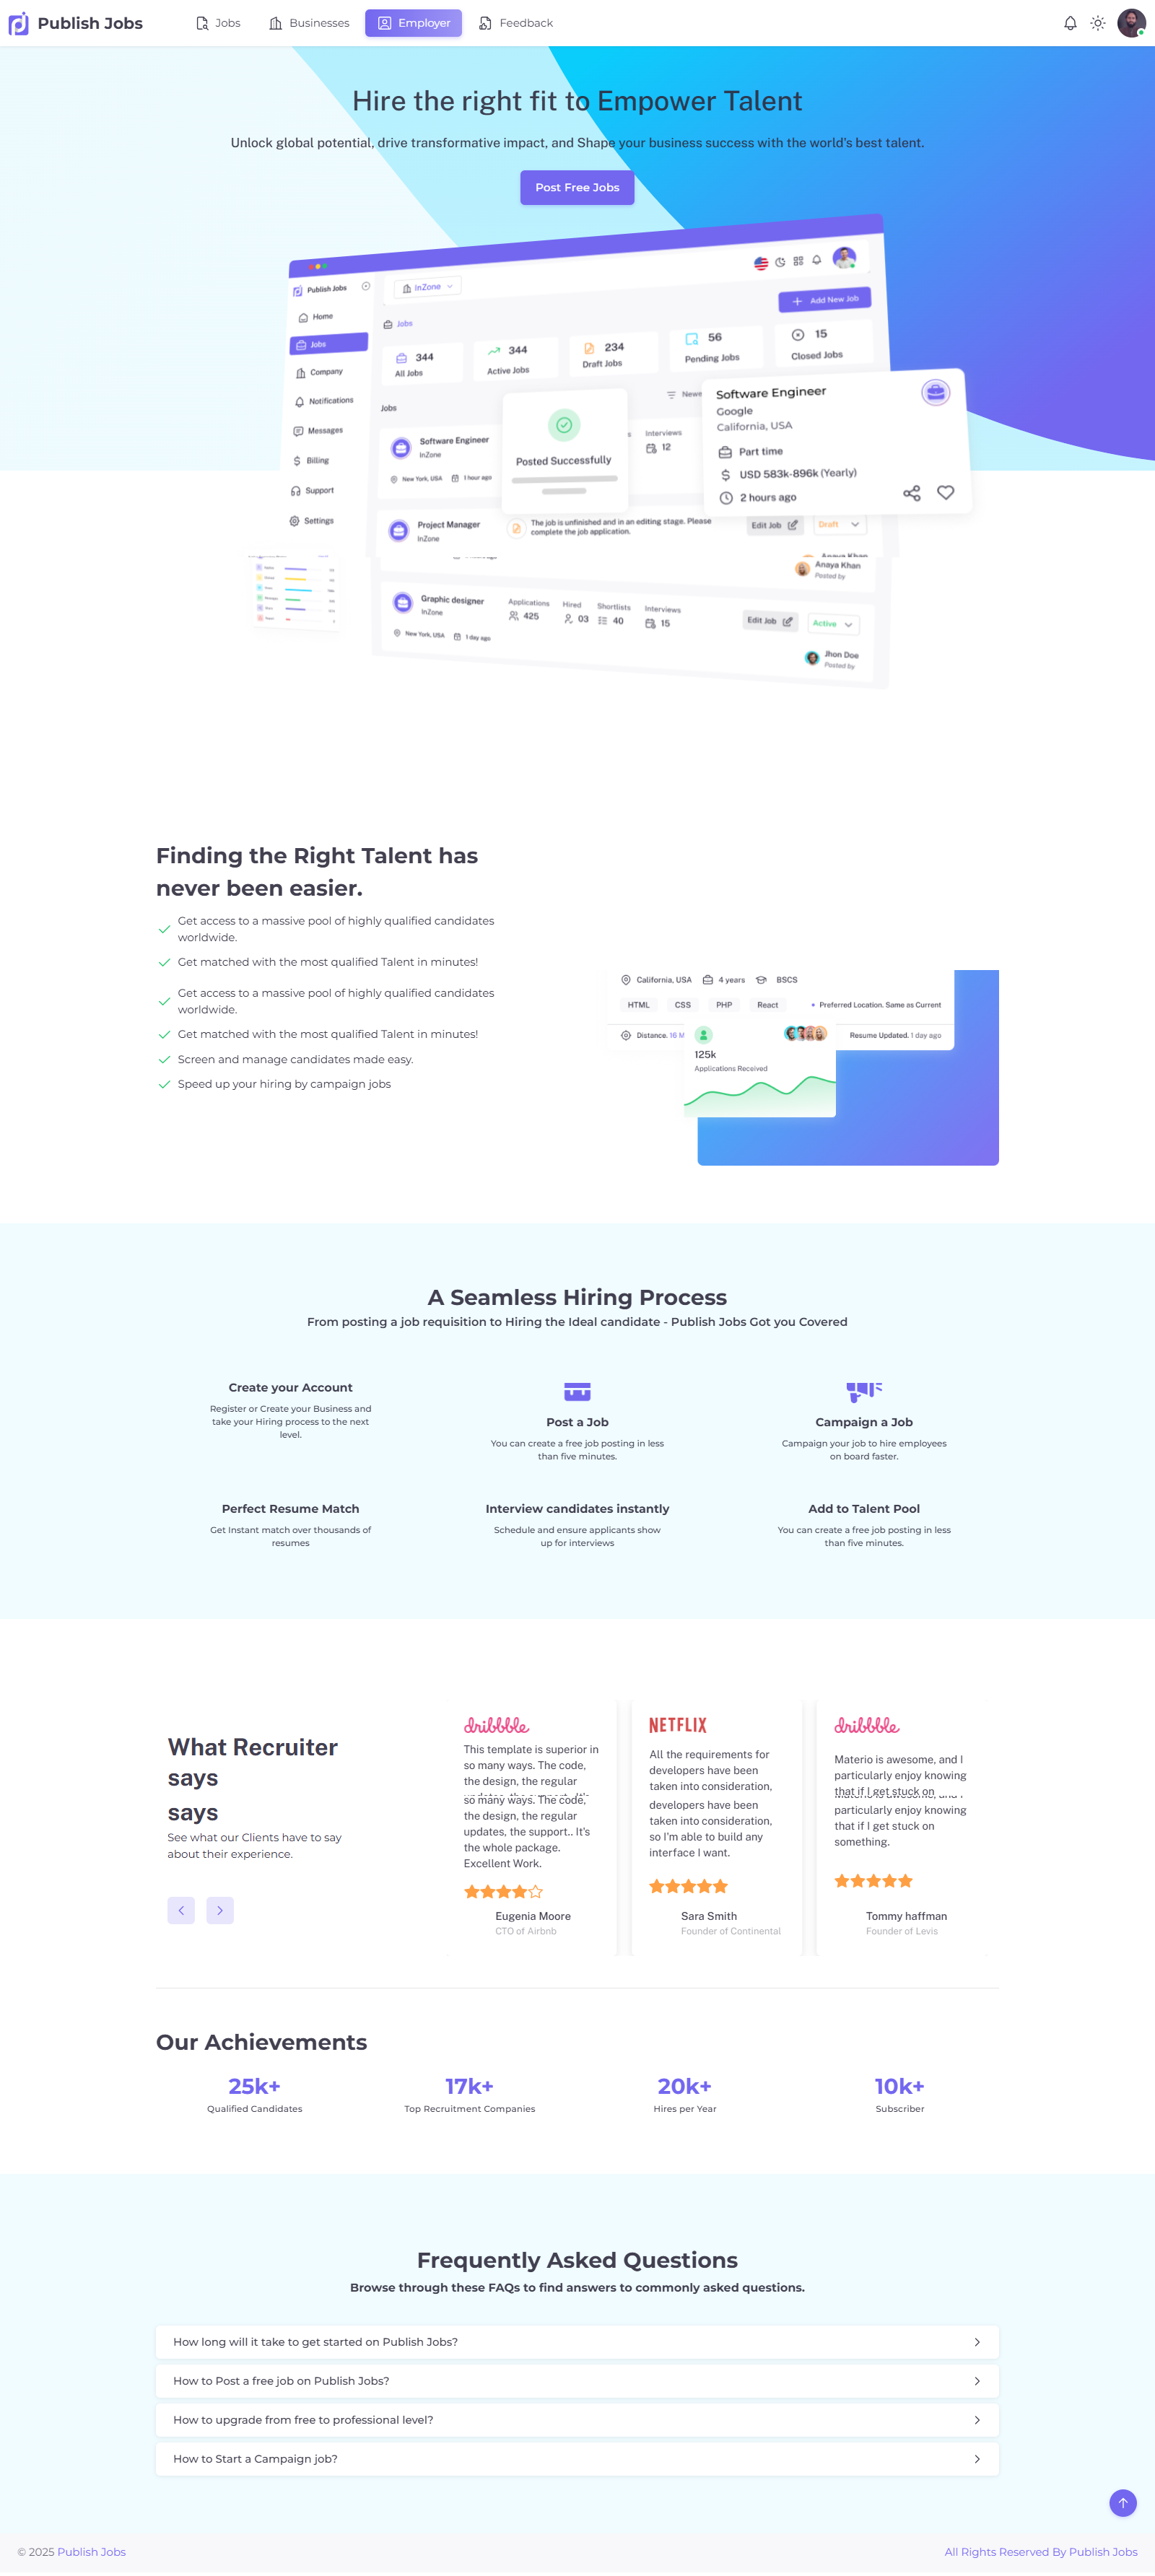 Publish Jobs
Jobs
Businesses
Employer
Feedback
Hire the right fit to Empower Talent
Unlock global potential, drive transformative impact, and Shape your business success with the world's best talent.
Post Free Jobs
Publish Jobs
InZone
Add New Job
Home
Jobs
Jobs
344
All Jobs
344
Active Jobs
234
Draft Jobs
56
Pending Jobs
15
Closed Jobs
Company
Notifications
Messages
Billing
Support
Settings
Jobs
Newe
Software Engineer
InZone
New York, USA
1 hour ago
s
Interviews
12
Posted Successfully
Software Engineer
Google
California, USA
Part time
USD 583k-896k (Yearly)
2 hours ago
Project Manager
InZone
The job is unfinished and in an editing stage. Please
complete the job application.
Edit Job
Draft
Anaya Khan
Anaya Khan
Posted by
Graphic designer
InZone
New York, USA
1 day ago
Applications
425
Hired
03
Shortlists
40
Interviews
15
Edit Job
Active
Jhon Doe
Posted by
Finding the Right Talent has
never been easier.
Get access to a massive pool of highly qualified candidates
worldwide.
Get matched with the most qualified Talent in minutes!
Get access to a massive pool of highly qualified candidates
worldwide.
Get matched with the most qualified Talent in minutes!
Screen and manage candidates made easy.
Speed up your hiring by campaign jobs
California, USA
4 years
BSCS
HTML
CSS
PHP
React
Preferred Location. Same as Current
Distance. 16 M
Resume Updated. 1 day ago
125k
Applications Received
A Seamless Hiring Process
From posting a job requisition to Hiring the Ideal candidate - Publish Jobs Got you Covered
Create your Account
Register or Create your Business and
take your Hiring process to the next
level.
Post a Job
You can create a free job posting in less
than five minutes.
Campaign a Job
Campaign your job to hire employees
on board faster.
Perfect Resume Match
Get Instant match over thousands of
resumes
Interview candidates instantly
Schedule and ensure applicants show
up for interviews
Add to Talent Pool
You can create a free job posting in less
than five minutes.
What Recruiter
says
says
See what our Clients have to say
about their experience.
dribbble
This template is superior in
so many ways. The code,
the design, the regular
updates, the support.. It's
so many ways. The code,
the design, the regular
updates, the support.. It's
the whole package.
Excellent Work.
Eugenia Moore
CTO of Airbnb
NETFLIX
All the requirements for
developers have been
taken into consideration,
developers have been
taken into consideration,
so I'm able to build any
interface I want.
Sara Smith
Founder of Continental
dribbble
Materio is awesome, and I
particularly enjoy knowing
that if I get stuck on
Materio is awesome, and I
particularly enjoy knowing
that if I get stuck on
something.
Tommy haffman
Founder of Levis
Our Achievements
25k+
Qualified Candidates
17k+
Top Recruitment Companies
20k+
Hires per Year
10k+
Subscriber
Frequently Asked Questions
Browse through these FAQs to find answers to commonly asked questions.
How long will it take to get started on Publish Jobs?
How to Post a free job on Publish Jobs?
How to upgrade from free to professional level?
How to Start a Campaign job?
© 2025 Publish Jobs
All Rights Reserved By Publish Jobs